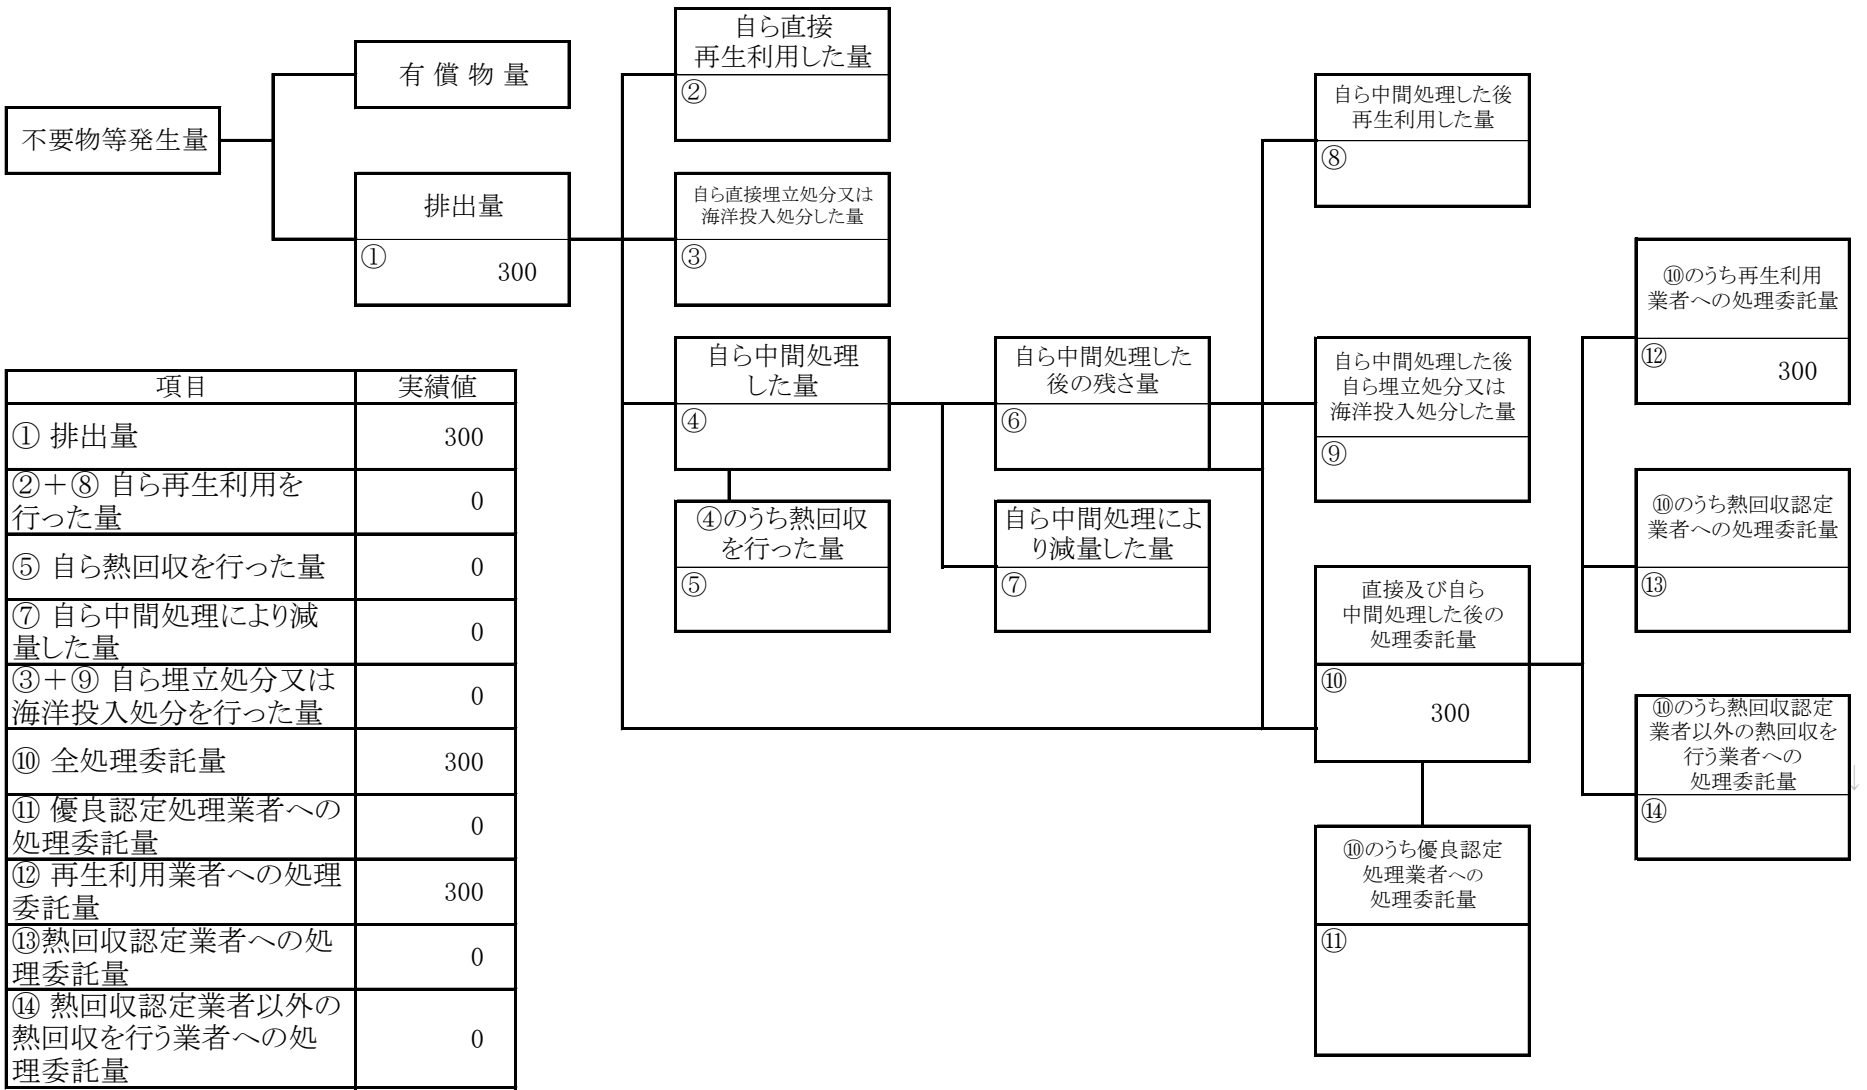 不要物等発生量
有 償 物 量
排出量
①
300
自ら直接
再生利用した量
②
自ら直接埋立処分又は
海洋投入処分した量
③
自ら中間処理
した量
④
④のうち熱回収
を行った量
⑤
自ら中間処理した
後の残さ量
⑥
自ら中間処理によ
り減量した量
⑦
自ら中間処理した後
再生利用した量
⑧
自ら中間処理した後
自ら埋立処分又は
海洋投入処分した量
⑨
直接及び自ら
中間処理した後の
処理委託量
⑩
300
⑩のうち優良認定
処理業者への
処理委託量
⑪
⑩のうち再生利用
業者への処理委託量
⑫
300
⑩のうち熱回収認定
業者への処理委託量
⑬
⑩のうち熱回収認定
業者以外の熱回収を
行う業者への
処理委託量
⑭
↓
項目 実績値
① 排出量 300
②＋⑧ 自ら再生利用を
行った量 0
⑤ 自ら熱回収を行った量 0
⑦ 自ら中間処理により減
量した量 0
③＋⑨ 自ら埋立処分又は
海洋投入処分を行った量 0
⑩ 全処理委託量 300
⑪ 優良認定処理業者への
処理委託量 0
⑫ 再生利用業者への処理
委託量 300
⑬熱回収認定業者への処
理委託量 0
⑭ 熱回収認定業者以外の
熱回収を行う業者への処
理委託量 0